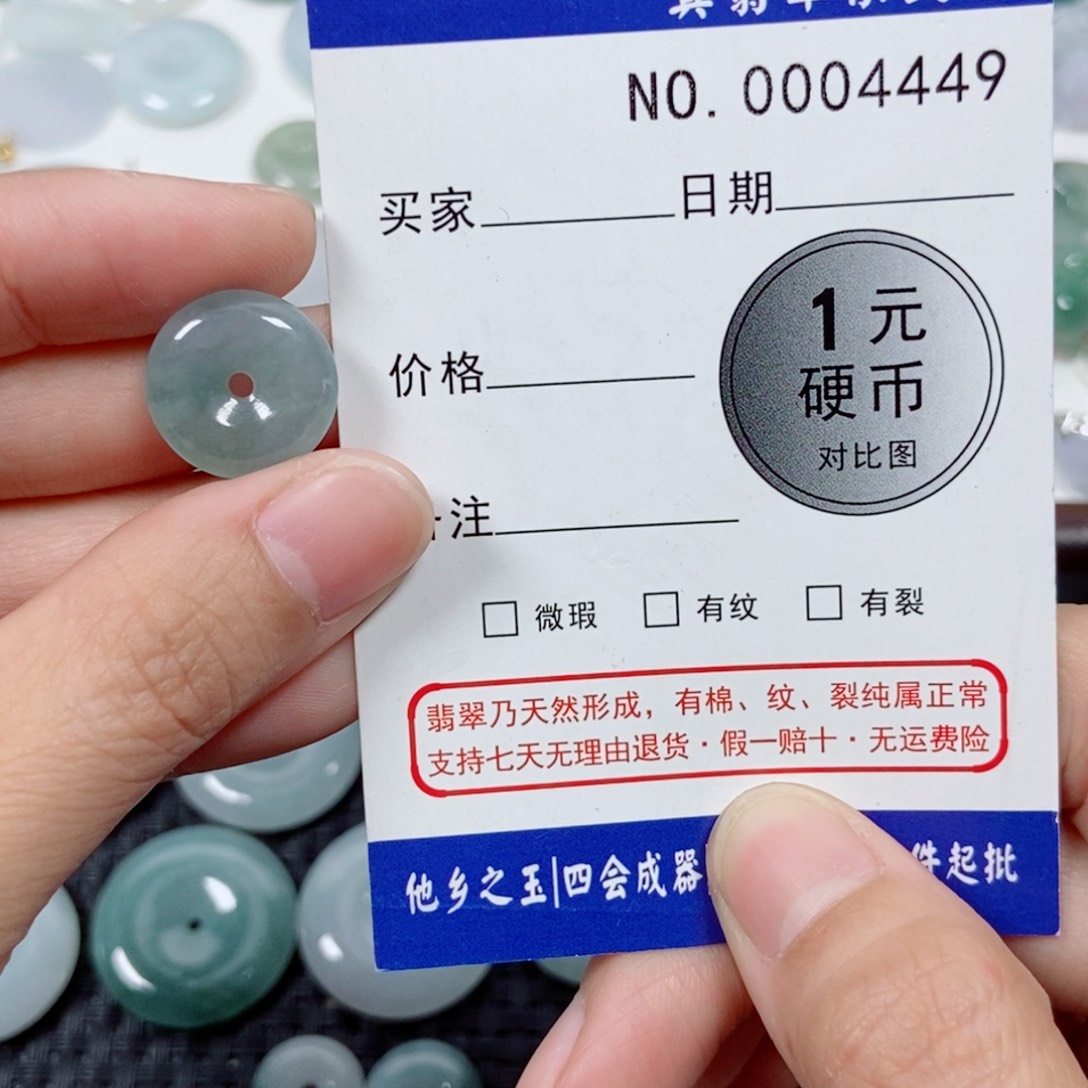 NO. 0004449
买家 日期
价格
1元
硬币
对比图
注
微瑕 有纹 有裂
翡翠乃天然形成，有棉、纹、裂纯属正常
支持七天无理由退货·假一赔十·无运费险
他乡之玉|四会成器 件起批